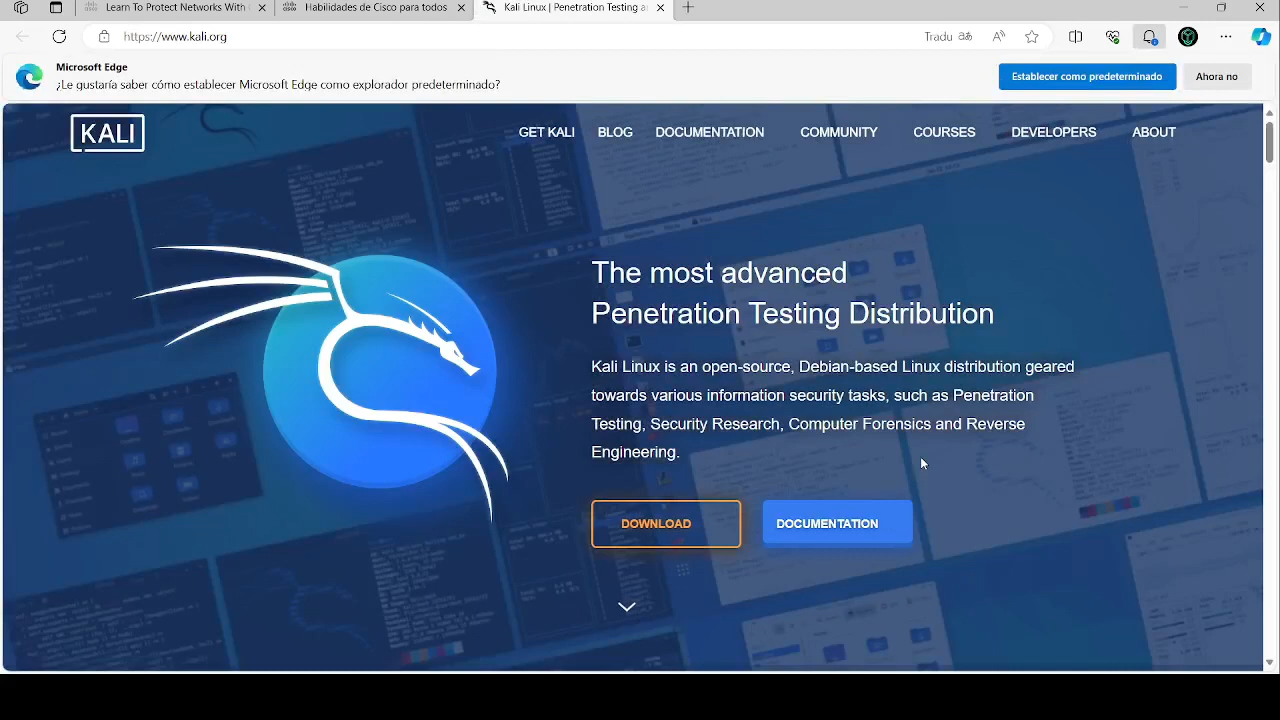 Learn To Protect Networks With
Habilidades de Cisco para todos
Kali Linux | Penetration Testing a
https://www.kali.org
Tradu
Microsoft Edge
¿Le gustaría saber cómo establecer Microsoft Edge como explorador predeterminado?
Establecer como predeterminado
Ahora no
KALI
GET KALI
BLOG
DOCUMENTATION
COMMUNITY
COURSES
DEVELOPERS
ABOUT
The most advanced
Penetration Testing Distribution
Kali Linux is an open-source, Debian-based Linux distribution geared
towards various information security tasks, such as Penetration
Testing, Security Research, Computer Forensics and Reverse
Engineering.
DOWNLOAD
DOCUMENTATION